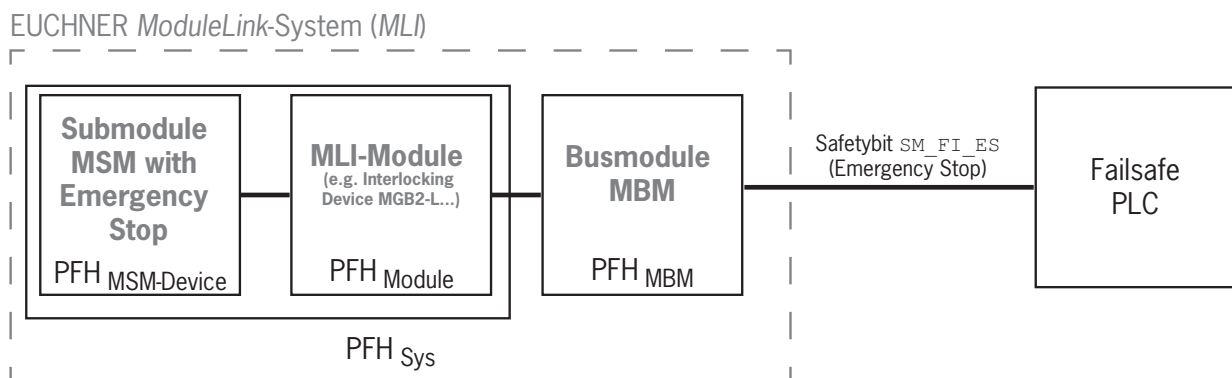 EUCHNER ModuleLink-System (MLI)
Submodule
MSM with
Emergency
Stop
PFH MSM-Device
MLI-Module
(e.g. Interlocking
Device MGB2-L...)
PFH Module
PFH Sys
Busmodule
MBM
PFH MBM
Safetybit SM_FI_ES
(Emergency Stop)
Failsafe
PLC